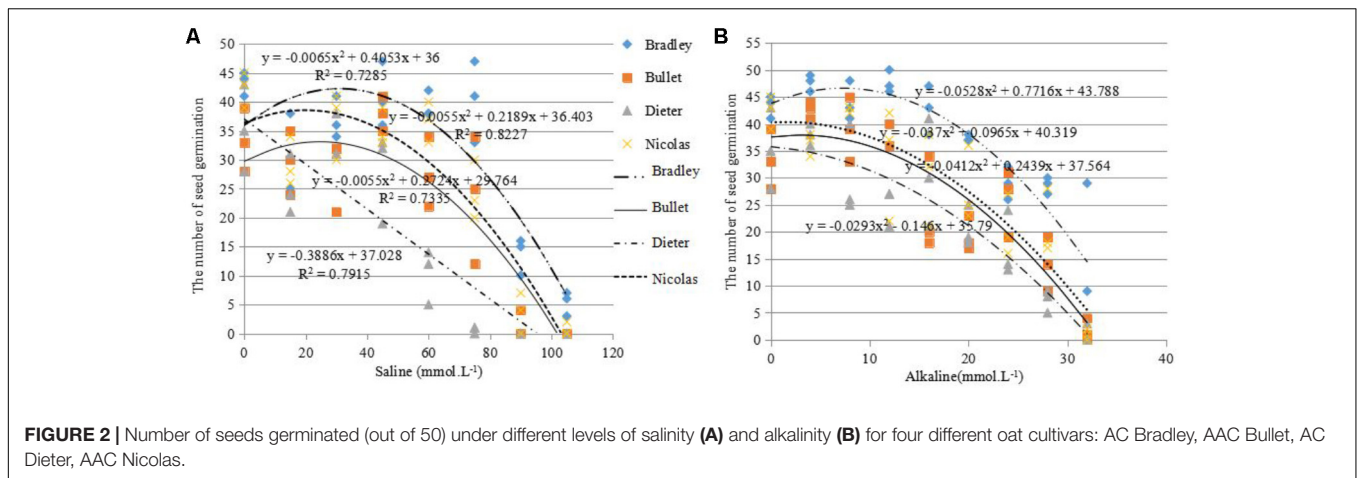 A
B
50
45
40
35
30
25
20
15
10
5
0
The number of seed germination
0 20 40 60 80 100 120
Saline (mmol.L⁻¹)
y = -0.0065x² + 0.4053x + 36
R² = 0.7285
y = -0.0055x² + 0.2189x + 36.403
R² = 0.8227
y = -0.0055x² + 0.2724x + 29.764
R² = 0.7335
y = -0.3886x + 37.028
R² = 0.7915
Bradley
Bullet
Dieter
Nicolas
Bradley
Bullet
Dieter
Nicolas
55
50
45
40
35
30
25
20
15
10
5
0
The number of seed germination
0 10 20 30 40
Alkaline(mmol.L⁻¹)
y = -0.0528x² + 0.7716x + 43.788
y = -0.037x² + 0.0965x + 40.319
y = -0.0412x² + 0.2439x + 37.564
y = -0.0293x² - 0.146x + 35.79
FIGURE 2 | Number of seeds germinated (out of 50) under different levels of salinity (A) and alkalinity (B) for four different oat cultivars: AC Bradley, AAC Bullet, AC
Dieter, AAC Nicolas.